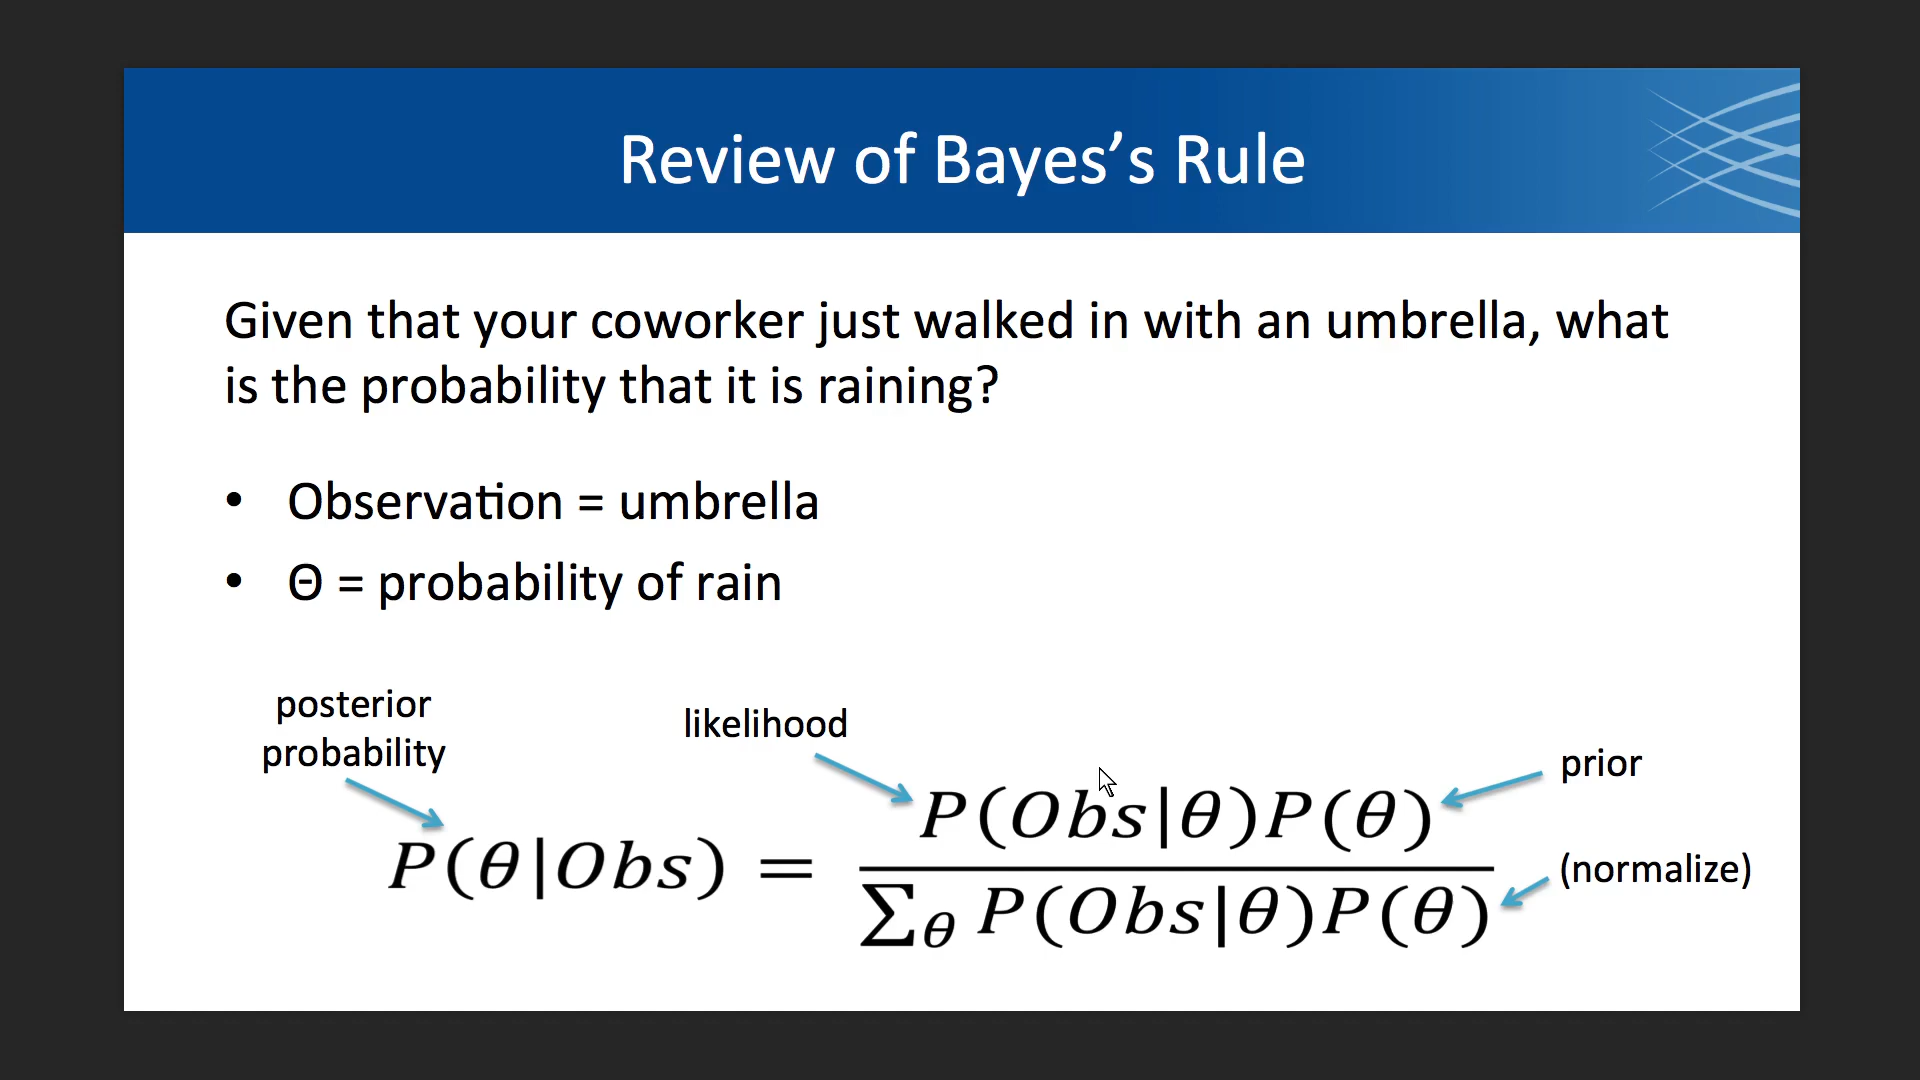 Review of Bayes’s Rule
Given that your coworker just walked in with an umbrella, what
is the probability that it is raining?
• Observation = umbrella
• Θ = probability of rain
posterior
probability
likelihood
prior
P(θ|Obs) = P(Obs|θ)P(θ)
∑θ P(Obs|θ)P(θ)
(normalize)